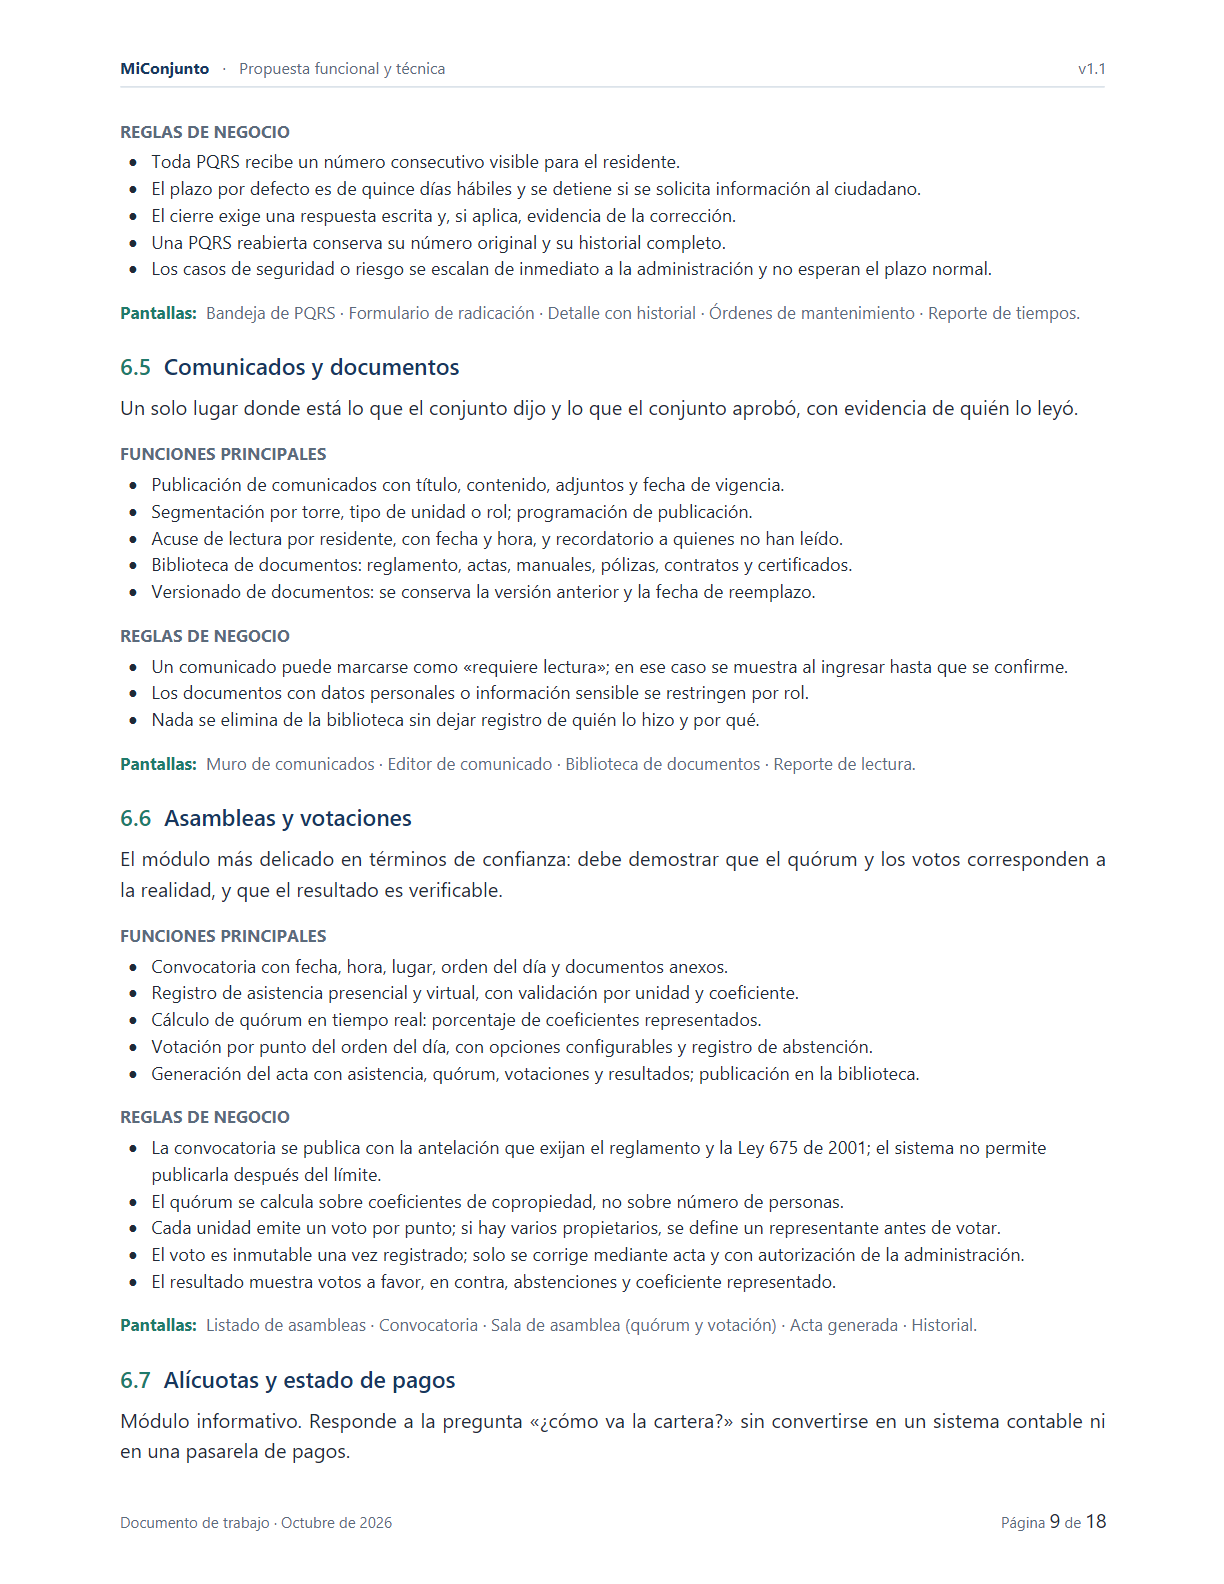 MiConjunto · Propuesta funcional y técnica v1.1
REGLAS DE NEGOCIO
• Toda PQRS recibe un número consecutivo visible para el residente.
• El plazo por defecto es de quince días hábiles y se detiene si se solicita información al ciudadano.
• El cierre exige una respuesta escrita y, si aplica, evidencia de la corrección.
• Una PQRS reabierta conserva su número original y su historial completo.
• Los casos de seguridad o riesgo se escalan de inmediato a la administración y no esperan el plazo normal.
Pantallas: Bandeja de PQRS · Formulario de radicación · Detalle con historial · Órdenes de mantenimiento · Reporte de tiempos.
6.5 Comunicados y documentos
Un solo lugar donde está lo que el conjunto dijo y lo que el conjunto aprobó, con evidencia de quién lo leyó.
FUNCIONES PRINCIPALES
• Publicación de comunicados con título, contenido, adjuntos y fecha de vigencia.
• Segmentación por torre, tipo de unidad o rol; programación de publicación.
• Acuse de lectura por residente, con fecha y hora, y recordatorio a quienes no han leído.
• Biblioteca de documentos: reglamento, actas, manuales, pólizas, contratos y certificados.
• Versionado de documentos: se conserva la versión anterior y la fecha de reemplazo.
REGLAS DE NEGOCIO
• Un comunicado puede marcarse como «requiere lectura»; en ese caso se muestra al ingresar hasta que se confirme.
• Los documentos con datos personales o información sensible se restringen por rol.
• Nada se elimina de la biblioteca sin dejar registro de quién lo hizo y por qué.
Pantallas: Muro de comunicados · Editor de comunicado · Biblioteca de documentos · Reporte de lectura.
6.6 Asambleas y votaciones
El módulo más delicado en términos de confianza: debe demostrar que el quórum y los votos corresponden a
la realidad, y que el resultado es verificable.
FUNCIONES PRINCIPALES
• Convocatoria con fecha, hora, lugar, orden del día y documentos anexos.
• Registro de asistencia presencial y virtual, con validación por unidad y coeficiente.
• Cálculo de quórum en tiempo real: porcentaje de coeficientes representados.
• Votación por punto del orden del día, con opciones configurables y registro de abstención.
• Generación del acta con asistencia, quórum, votaciones y resultados; publicación en la biblioteca.
REGLAS DE NEGOCIO
• La convocatoria se publica con la antelación que exijan el reglamento y la Ley 675 de 2001; el sistema no permite
publicarla después del límite.
• El quórum se calcula sobre coeficientes de copropiedad, no sobre número de personas.
• Cada unidad emite un voto por punto; si hay varios propietarios, se define un representante antes de votar.
• El voto es inmutable una vez registrado; solo se corrige mediante acta y con autorización de la administración.
• El resultado muestra votos a favor, en contra, abstenciones y coeficiente representado.
Pantallas: Listado de asambleas · Convocatoria · Sala de asamblea (quórum y votación) · Acta generada · Historial.
6.7 Alícuotas y estado de pagos
Módulo informativo. Responde a la pregunta «¿cómo va la cartera?» sin convertirse en un sistema contable ni
en una pasarela de pagos.
Documento de trabajo · Octubre de 2026 Página 9 de 18